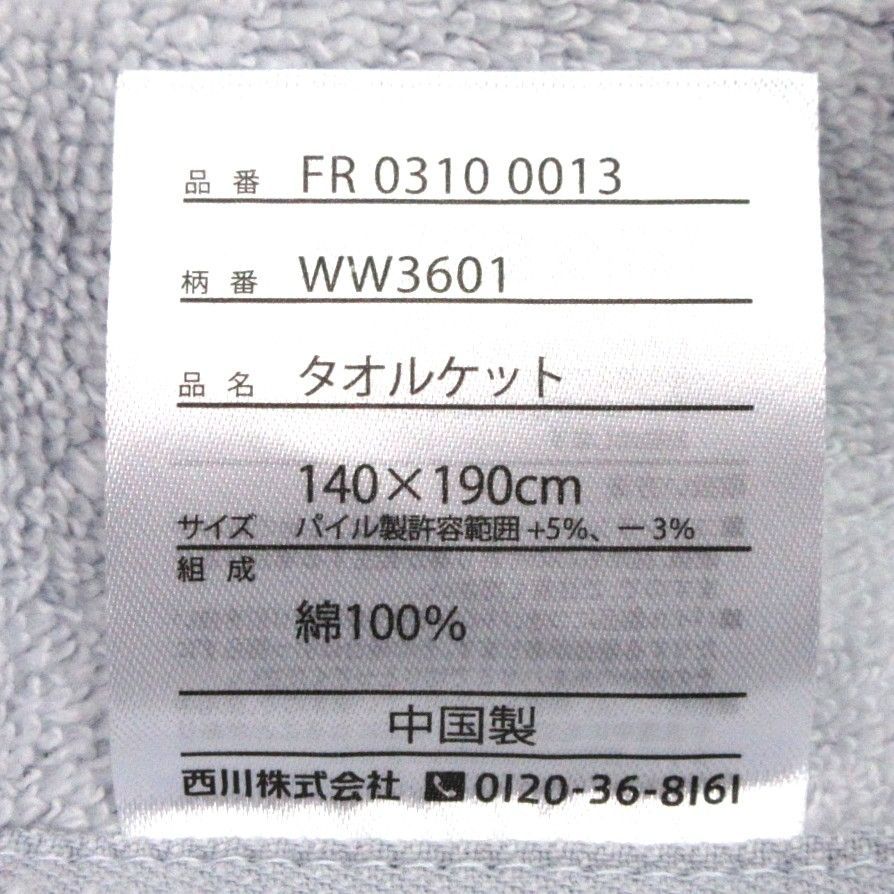 品番 FR 0310 0013
柄番 WW3601
品名 タオルケット
140×190cm
サイズ パイル製許容範囲+5%、ー3%
組成
綿100%
中国製
西川株式会社 0120-36-8161